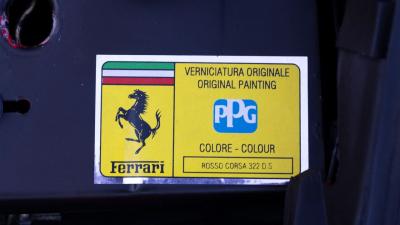 VERNICIATURA ORIGINALE
ORIGINAL PAINTING
PPG
COLORE - COLOUR
Ferrari
ROSSO CORSA 322 D.S